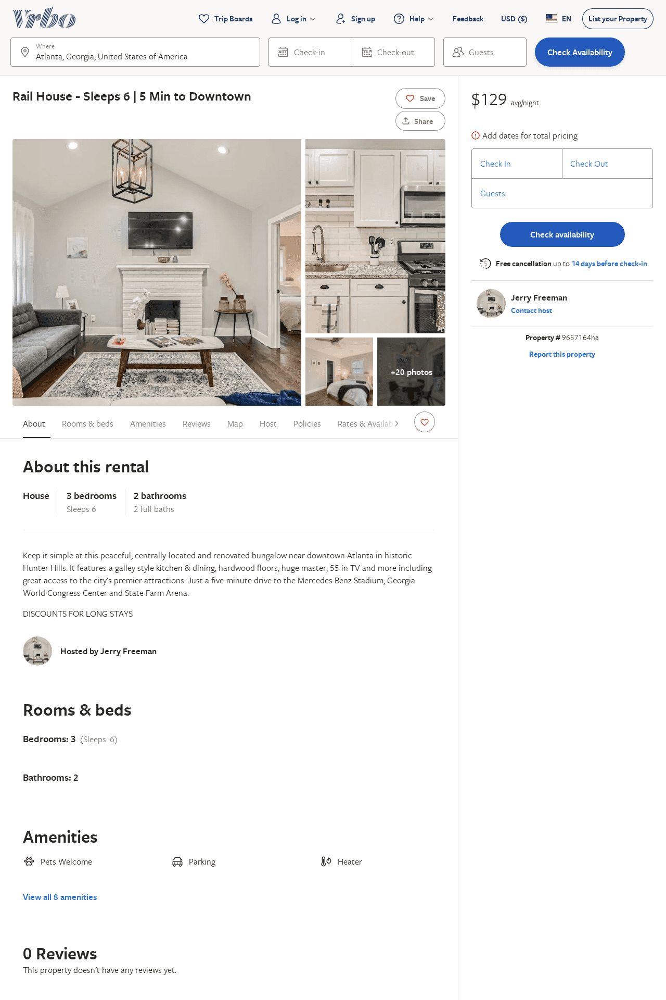 Vrbo
Trip Boards
Log in
Sign up
Help
Feedback
USD ($)
EN
List your Property
Where
Atlanta, Georgia, United States of America
Check-in
Check-out
Guests
Check Availability
Rail House - Sleeps 6 | 5 Min to Downtown
Save
Share
+20 photos
$129 avg/night
Add dates for total pricing
Check In
Check Out
Guests
Check availability
Free cancellation up to 14 days before check-in
Jerry Freeman
Contact host
Property # 9657164ha
Report this property
About
Rooms & beds
Amenities
Reviews
Map
Host
Policies
Rates & Availab
About this rental
House
3 bedrooms
Sleeps 6
2 bathrooms
2 full baths
Keep it simple at this peaceful, centrally-located and renovated bungalow near downtown Atlanta in historic
Hunter Hills. It features a galley style kitchen & dining, hardwood floors, huge master, 55 in TV and more including
great access to the city's premier attractions. Just a five-minute drive to the Mercedes Benz Stadium, Georgia
World Congress Center and State Farm Arena.
DISCOUNTS FOR LONG STAYS
Hosted by Jerry Freeman
Rooms & beds
Bedrooms: 3 (Sleeps: 6)
Bathrooms: 2
Amenities
Pets Welcome
Parking
Heater
View all 8 amenities
0 Reviews
This property doesn't have any reviews yet.